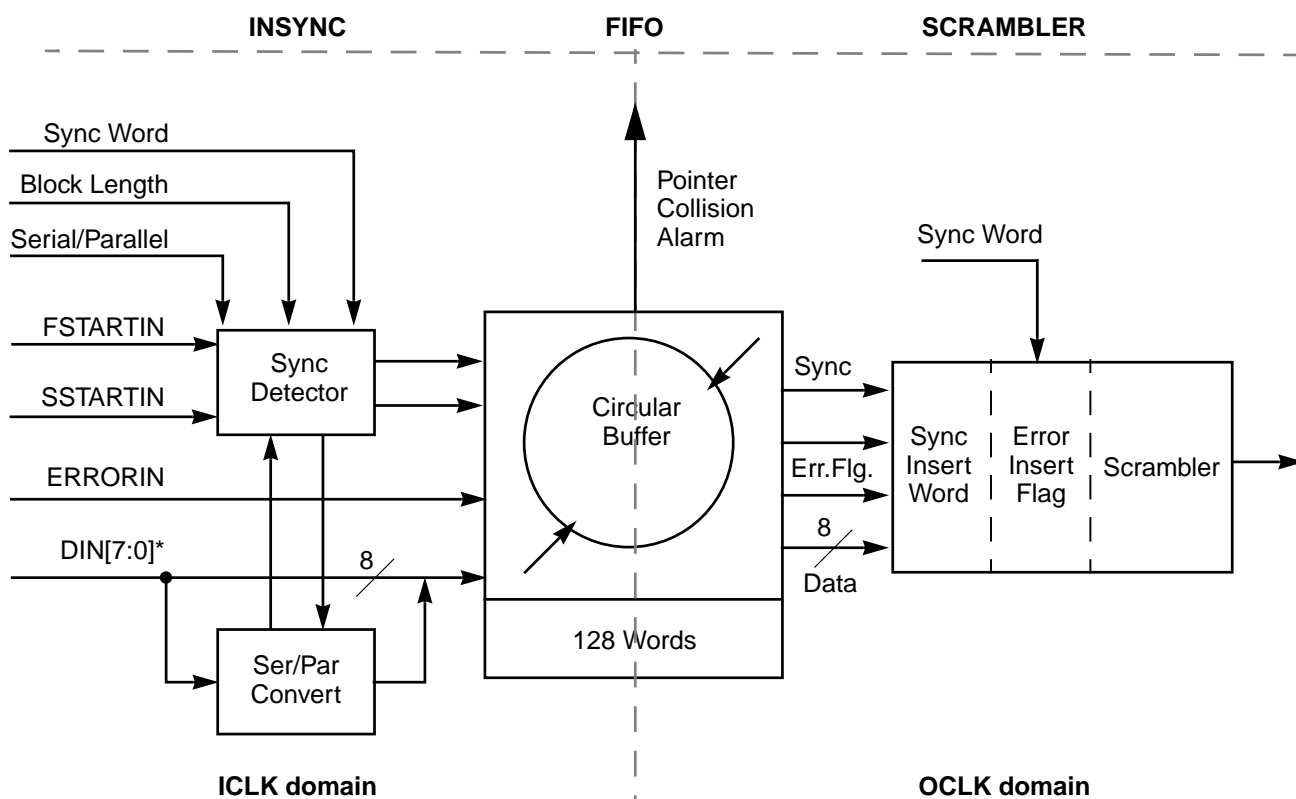 INSYNC
FIFO
SCRAMBLER
Sync Word
Block Length
Serial/Parallel
FSTARTIN
SSTARTIN
ERRORIN
DIN[7:0]*
Sync
Detector
8
Ser/Par
Convert
Pointer
Collision
Alarm
Circular
Buffer
128 Words
Sync
Err.Flg.
8
Data
Sync Word
Sync
Insert
Word
Error
Insert
Flag
Scrambler
ICLK domain
OCLK domain